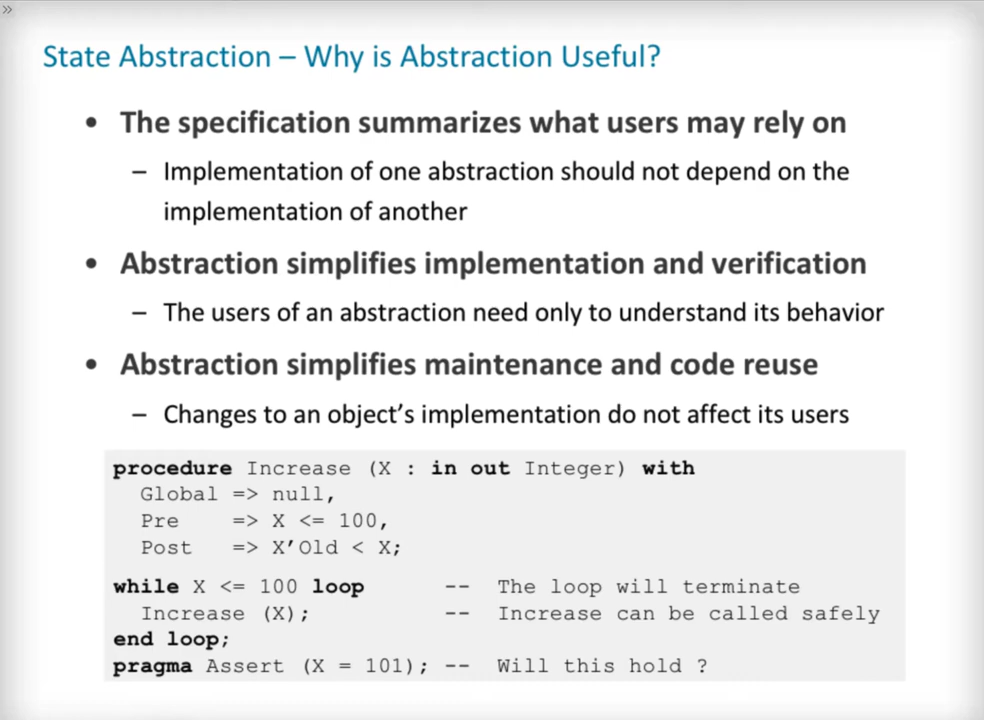 »
State Abstraction – Why is Abstraction Useful?
• The specification summarizes what users may rely on
– Implementation of one abstraction should not depend on the
implementation of another
• Abstraction simplifies implementation and verification
– The users of an abstraction need only to understand its behavior
• Abstraction simplifies maintenance and code reuse
– Changes to an object’s implementation do not affect its users
procedure Increase (X : in out Integer) with
Global => null,
Pre => X <= 100,
Post => X’Old < X;
while X <= 100 loop -- The loop will terminate
Increase (X); -- Increase can be called safely
end loop;
pragma Assert (X = 101); -- Will this hold ?